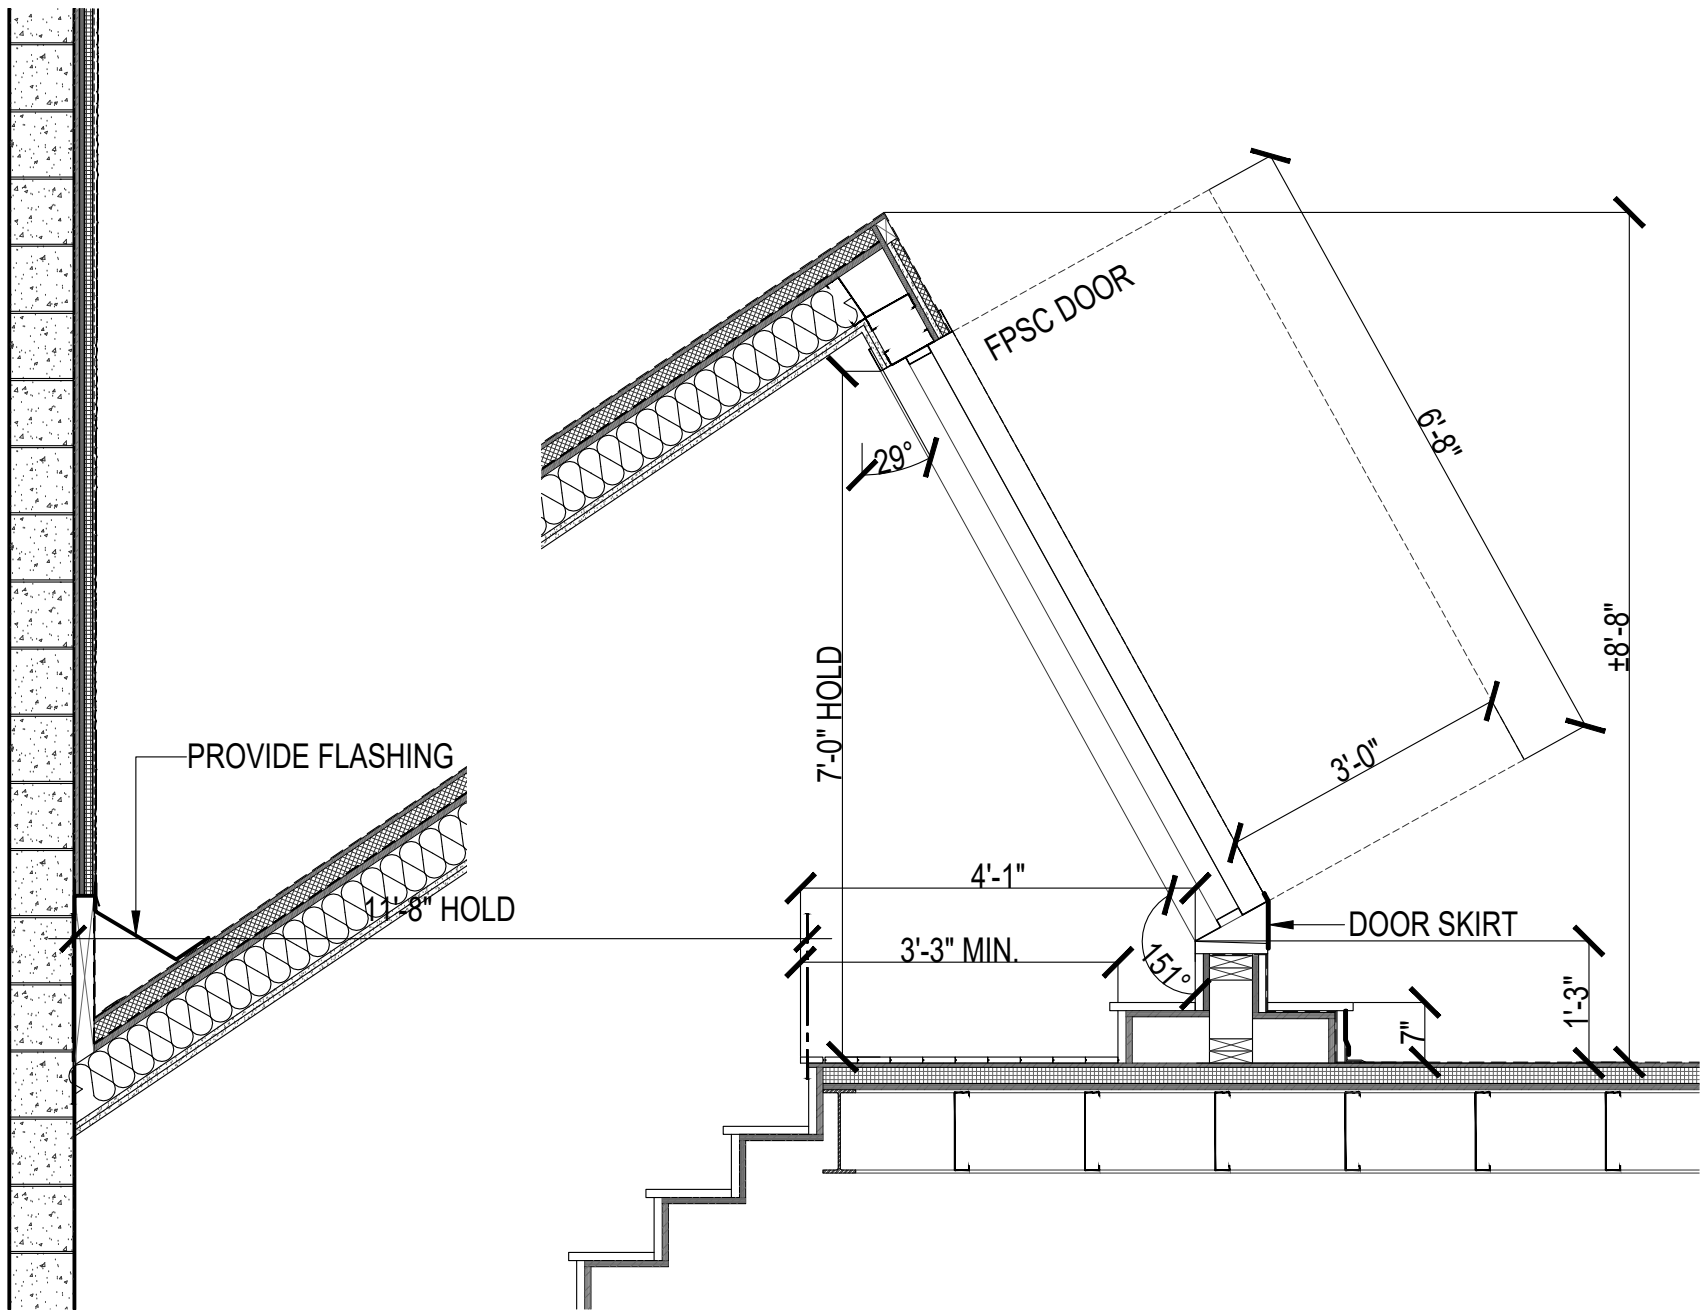 FPSC DOOR
6'-8"
29°
±8'-8"
7'-0" HOLD
PROVIDE FLASHING
3'-0"
4'-1"
11'-8" HOLD
DOOR SKIRT
3'-3" MIN.
151°
1'-3"
7"